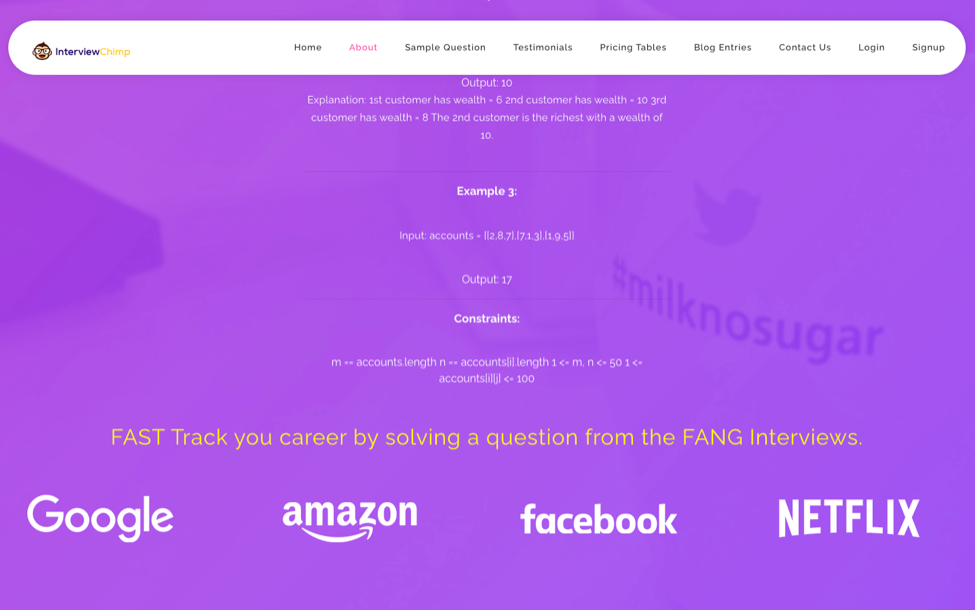 InterviewChimp
Home About Sample Question Testimonials Pricing Tables Blog Entries Contact Us Login Signup
Output: 10
Explanation: 1st customer has wealth = 6 2nd customer has wealth = 10 3rd
customer has wealth = 8 The 2nd customer is the richest with a wealth of
10.
Example 3:
Input: accounts = [[2,8,7],[7,1,3],[1,9,5]]
Output: 17
#milknosugar
Constraints:
m == accounts.length n == accounts[i].length 1 <= m, n <= 50 1 <=
accounts[i][j] <= 100
FAST Track you career by solving a question from the FANG Interviews.
Google amazon facebook NETFLIX